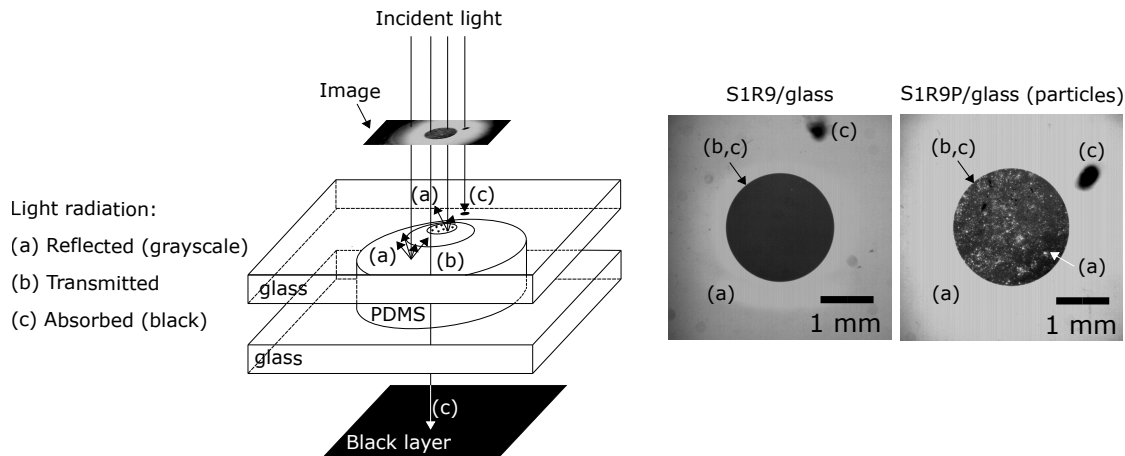 Incident light
Image
Light radiation:
(a) Reflected (grayscale)
(b) Transmitted
(c) Absorbed (black)
(a)
(c)
(a)
(b)
glass
PDMS
glass
(c)
Black layer
S1R9/glass
(c)
(b,c)
(a)
1 mm
S1R9P/glass (particles)
(b,c)
(c)
(a)
(a)
1 mm